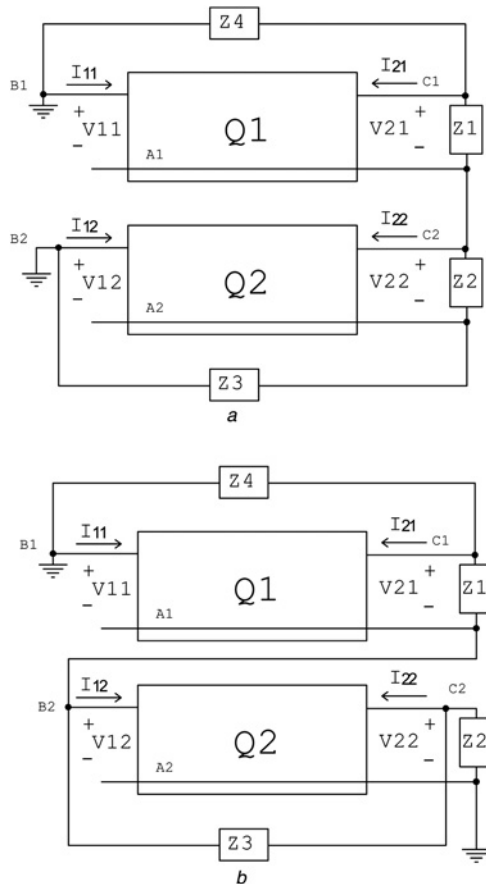 Z4
B1 I11 I21 C1
+ V11 − Q1 V21 + − Z1
A1
B2 I12 I22 C2
+ V12 − Q2 V22 + − Z2
A2
Z3
a
Z4
B1 I11 I21 C1
+ V11 − Q1 V21 + − Z1
A1
B2 I12 I22 C2
+ V12 − Q2 V22 + − Z2
A2
Z3
b